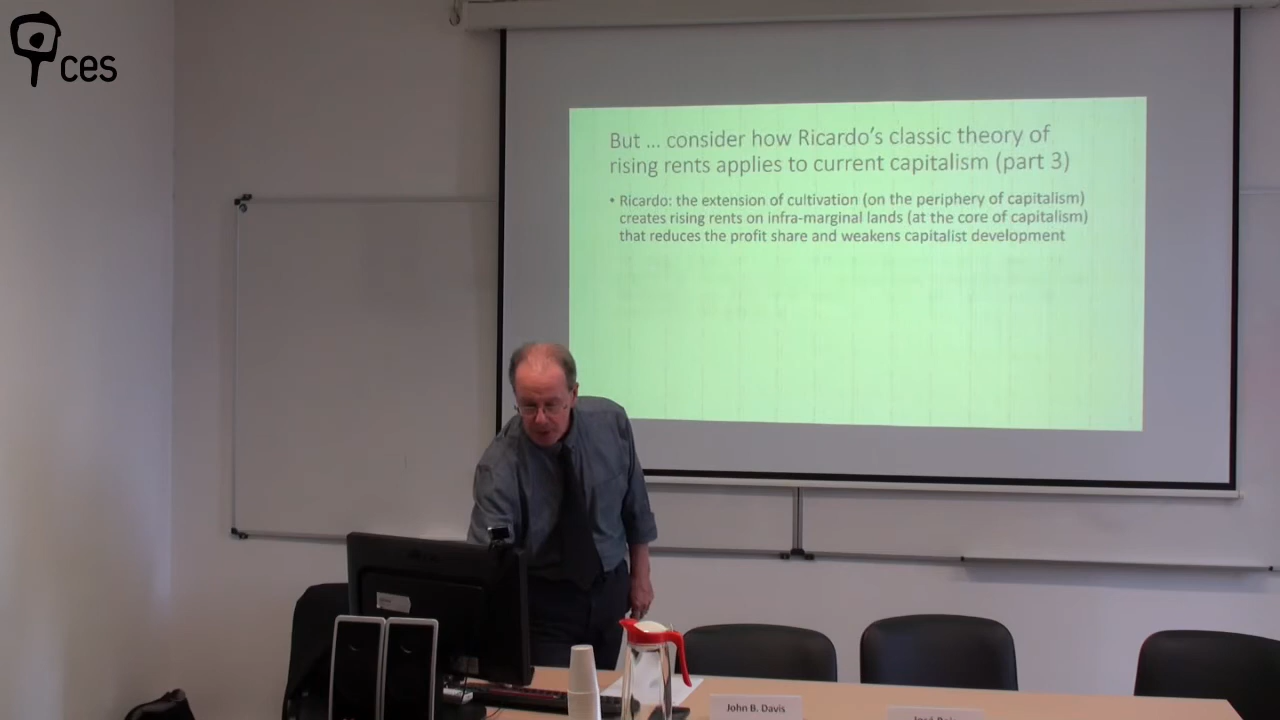 ces
But ... consider how Ricardo's classic theory of
rising rents applies to current capitalism (part 3)
• Ricardo: the extension of cultivation (on the periphery of capitalism)
creates rising rents on infra-marginal lands (at the core of capitalism)
that reduces the profit share and weakens capitalist development
John B. Davis
José